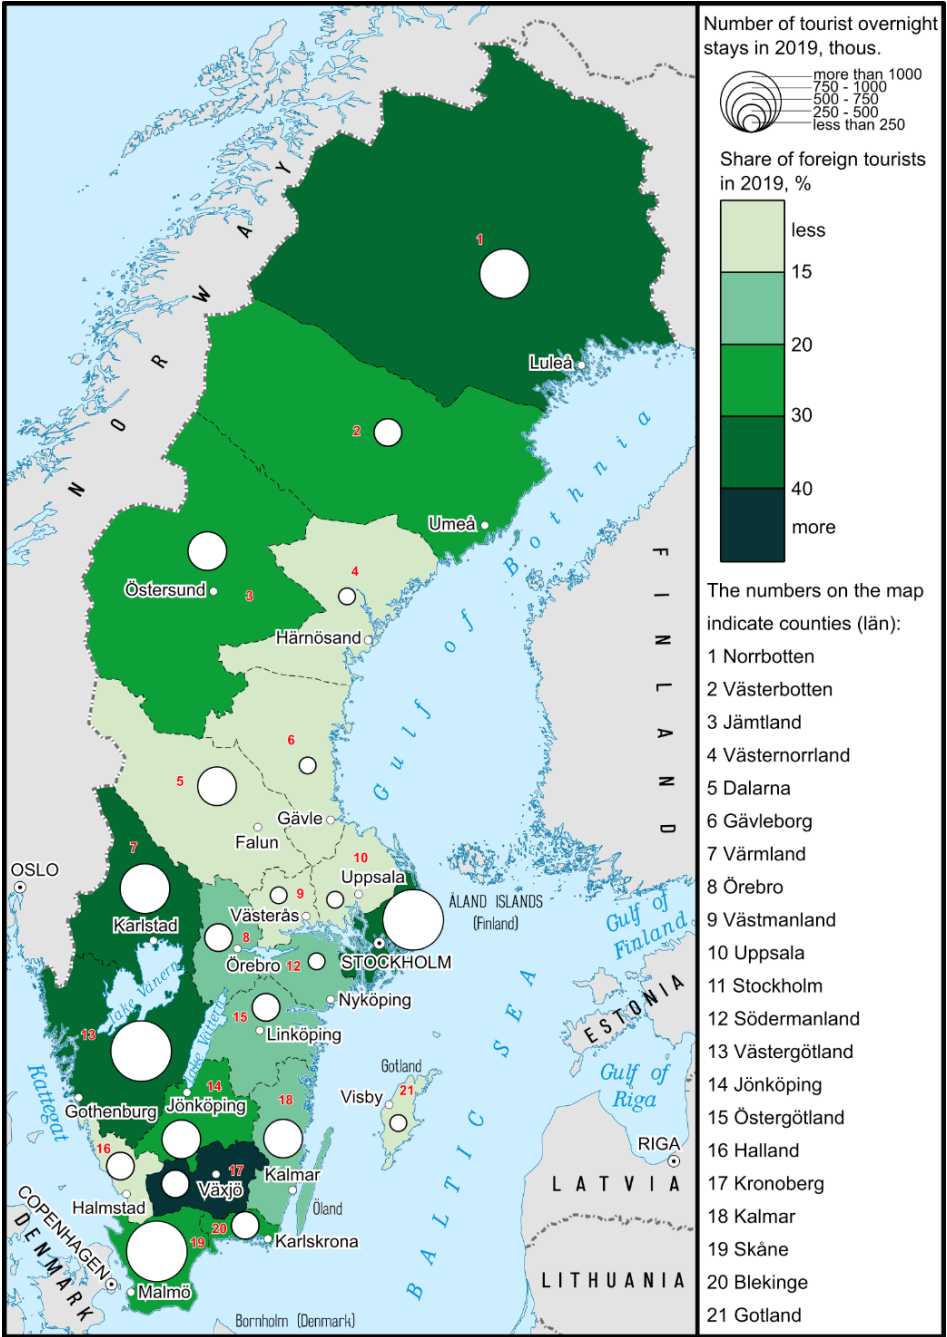 Number of tourist overnight
stays in 2019, thous.
more than 1000
750 - 1000
500 - 750
250 - 500
less than 250
Share of foreign tourists
in 2019, %
less
15
20
30
40
more
The numbers on the map
indicate counties (län):
1 Norrbotten
2 Västerbotten
3 Jämtland
4 Västernorrland
5 Dalarna
6 Gävleborg
7 Värmland
8 Örebro
9 Västmanland
10 Uppsala
11 Stockholm
12 Södermanland
13 Västergötland
14 Jönköping
15 Östergötland
16 Halland
17 Kronoberg
18 Kalmar
19 Skåne
20 Blekinge
21 Gotland
NORWAY
1
Luleå
2
Umeå
Gulf of Bothnia
FINLAND
Östersund
3
4
Härnösand
6
5
Gävle
Falun
7
10
Uppsala
OSLO
9
Västerås
ÅLAND ISLANDS
(Finland)
Gulf of
Finland
Karlstad
8
Örebro
12
STOCKHOLM
Lake Vänern
Nyköping
ESTONIA
13
15
Linköping
Lake Vättern
BALTIC SEA
Kattegat
Gothenburg
14
Jönköping
18
Gotland
21
Visby
Gulf of
Riga
16
RIGA
17
Växjö
Kalmar
LATVIA
Halmstad
Öland
COPENHAGEN
DENMARK
20
19
Karlskrona
Malmö
LITHUANIA
Bornholm (Denmark)